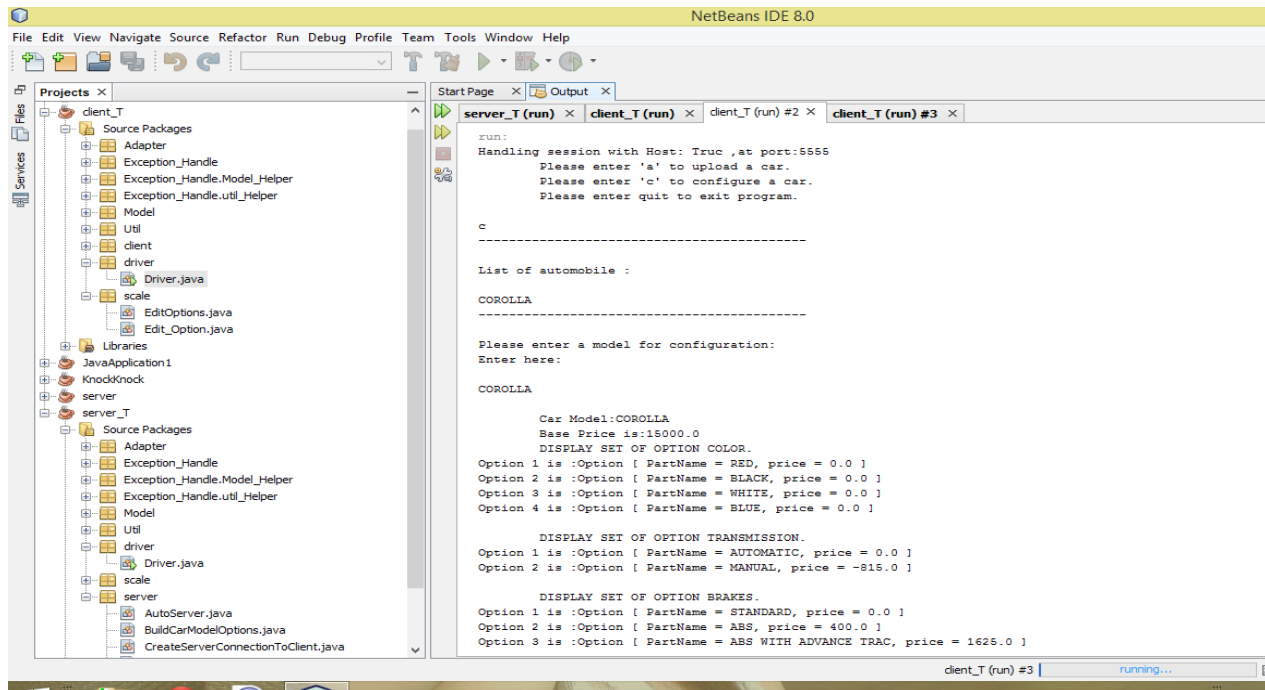 NetBeans IDE 8.0
File Edit View Navigate Source Refactor Run Debug Profile Team Tools Window Help
Files
Services
Projects
client_T
Source Packages
Adapter
Exception_Handle
Exception_Handle.Model_Helper
Exception_Handle.util_Helper
Model
Util
client
driver
Driver.java
scale
EditOptions.java
Edit_Option.java
Libraries
JavaApplication1
KnockKnock
server
server_T
Source Packages
Adapter
Exception_Handle
Exception_Handle.Model_Helper
Exception_Handle.util_Helper
Model
Util
driver
Driver.java
scale
server
AutoServer.java
BuildCarModelOptions.java
CreateServerConnectionToClient.java
Start Page Output
server_T (run) client_T (run) client_T (run) #2 client_T (run) #3
run:
Handling session with Host: Truc ,at port:5555
Please enter 'a' to upload a car.
Please enter 'c' to configure a car.
Please enter quit to exit program.
c
-------------------------------------------
List of automobile :
COROLLA
-------------------------------------------
Please enter a model for configuration:
Enter here:
COROLLA
Car Model:COROLLA
Base Price is:15000.0
DISPLAY SET OF OPTION COLOR.
Option 1 is :Option [ PartName = RED, price = 0.0 ]
Option 2 is :Option [ PartName = BLACK, price = 0.0 ]
Option 3 is :Option [ PartName = WHITE, price = 0.0 ]
Option 4 is :Option [ PartName = BLUE, price = 0.0 ]
DISPLAY SET OF OPTION TRANSMISSION.
Option 1 is :Option [ PartName = AUTOMATIC, price = 0.0 ]
Option 2 is :Option [ PartName = MANUAL, price = -815.0 ]
DISPLAY SET OF OPTION BRAKES.
Option 1 is :Option [ PartName = STANDARD, price = 0.0 ]
Option 2 is :Option [ PartName = ABS, price = 400.0 ]
Option 3 is :Option [ PartName = ABS WITH ADVANCE TRAC, price = 1625.0 ]
client_T (run) #3 running...